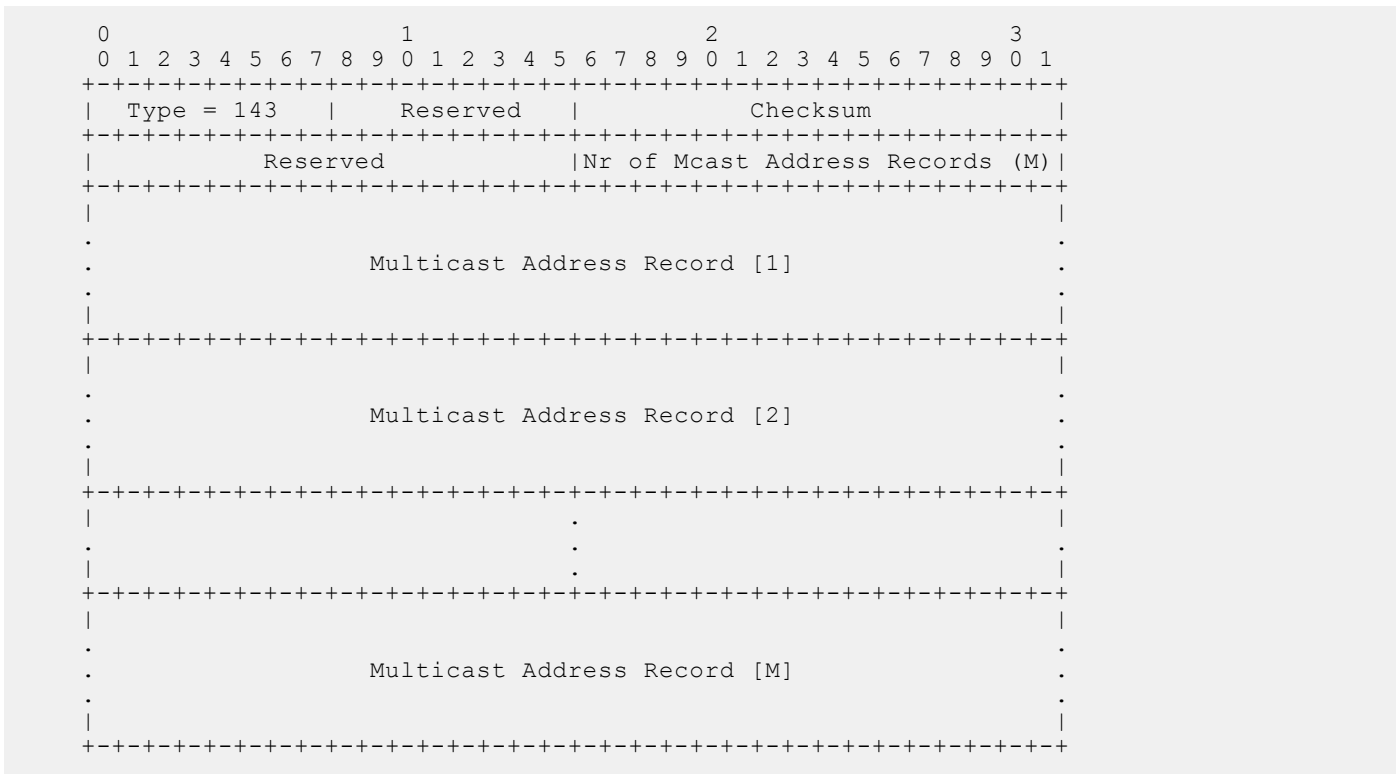 0                   1                   2                   3
 0 1 2 3 4 5 6 7 8 9 0 1 2 3 4 5 6 7 8 9 0 1 2 3 4 5 6 7 8 9 0 1
+-+-+-+-+-+-+-+-+-+-+-+-+-+-+-+-+-+-+-+-+-+-+-+-+-+-+-+-+-+-+-+-+
|  Type = 143    |    Reserved   |           Checksum            |
+-+-+-+-+-+-+-+-+-+-+-+-+-+-+-+-+-+-+-+-+-+-+-+-+-+-+-+-+-+-+-+-+
|           Reserved            |Nr of Mcast Address Records (M)|
+-+-+-+-+-+-+-+-+-+-+-+-+-+-+-+-+-+-+-+-+-+-+-+-+-+-+-+-+-+-+-+-+
|                                                               |
.                                                               .
.                  Multicast Address Record [1]                 .
.                                                               .
|                                                               |
+-+-+-+-+-+-+-+-+-+-+-+-+-+-+-+-+-+-+-+-+-+-+-+-+-+-+-+-+-+-+-+-+
|                                                               |
.                                                               .
.                  Multicast Address Record [2]                 .
.                                                               .
|                                                               |
+-+-+-+-+-+-+-+-+-+-+-+-+-+-+-+-+-+-+-+-+-+-+-+-+-+-+-+-+-+-+-+-+
|                               .                               |
.                               .                               .
|                               .                               |
+-+-+-+-+-+-+-+-+-+-+-+-+-+-+-+-+-+-+-+-+-+-+-+-+-+-+-+-+-+-+-+-+
|                                                               |
.                                                               .
.                  Multicast Address Record [M]                 .
.                                                               .
|                                                               |
+-+-+-+-+-+-+-+-+-+-+-+-+-+-+-+-+-+-+-+-+-+-+-+-+-+-+-+-+-+-+-+-+